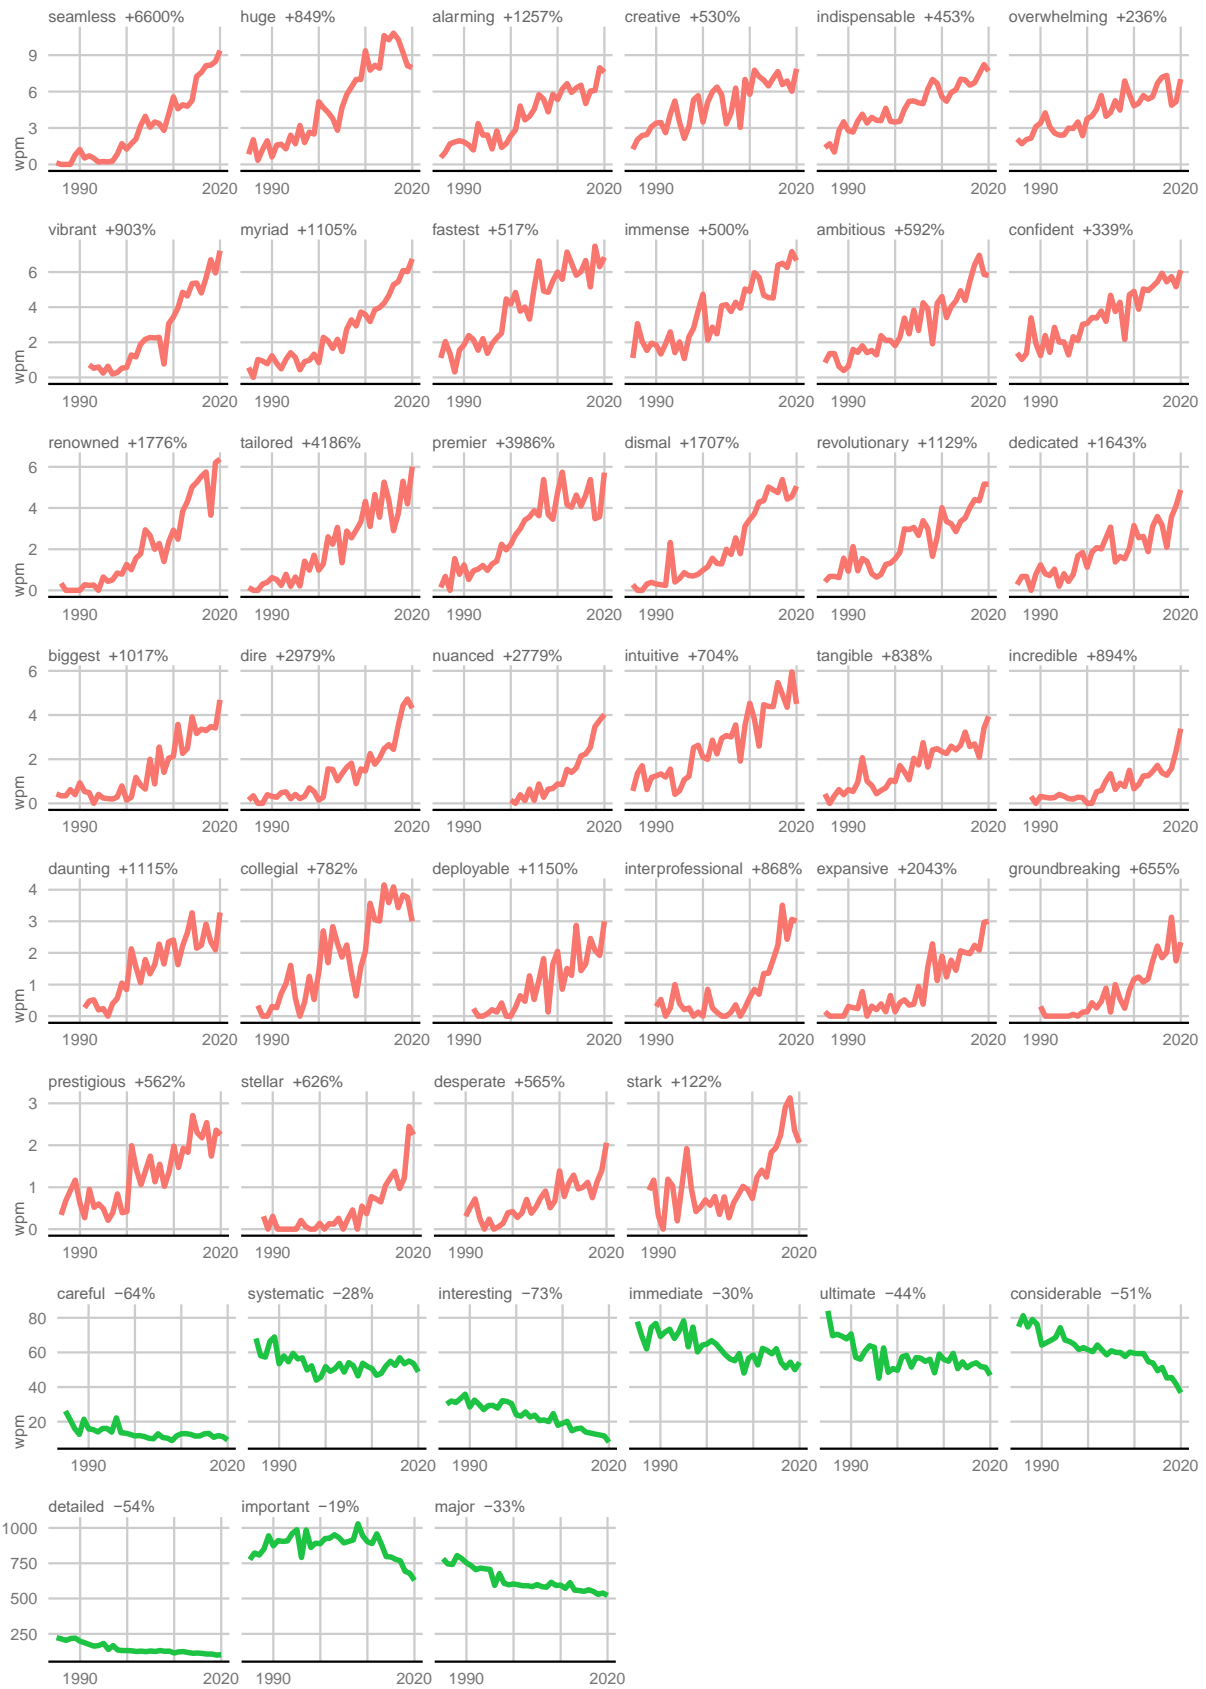 seamless +6600% huge +849% alarming +1257% creative +530% indispensable +453% overwhelming +236%
9
6
3
0
wpm
1990 2020 1990 2020 1990 2020 1990 2020 1990 2020 1990 2020
vibrant +903% myriad +1105% fastest +517% immense +500% ambitious +592% confident +339%
6
4
2
0
wpm
1990 2020 1990 2020 1990 2020 1990 2020 1990 2020 1990 2020
renowned +1776% tailored +4186% premier +3986% dismal +1707% revolutionary +1129% dedicated +1643%
6
4
2
0
wpm
1990 2020 1990 2020 1990 2020 1990 2020 1990 2020 1990 2020
biggest +1017% dire +2979% nuanced +2779% intuitive +704% tangible +838% incredible +894%
6
4
2
0
wpm
1990 2020 1990 2020 1990 2020 1990 2020 1990 2020 1990 2020
daunting +1115% collegial +782% deployable +1150% interprofessional +868% expansive +2043% groundbreaking +655%
4
3
2
1
0
wpm
1990 2020 1990 2020 1990 2020 1990 2020 1990 2020 1990 2020
prestigious +562% stellar +626% desperate +565% stark +122%
3
2
1
0
wpm
1990 2020 1990 2020 1990 2020 1990 2020
careful −64% systematic −28% interesting −73% immediate −30% ultimate −44% considerable −51%
80
60
40
20
wpm
1990 2020 1990 2020 1990 2020 1990 2020 1990 2020 1990 2020
detailed −54% important −19% major −33%
1000
750
500
250
1990 2020 1990 2020 1990 2020